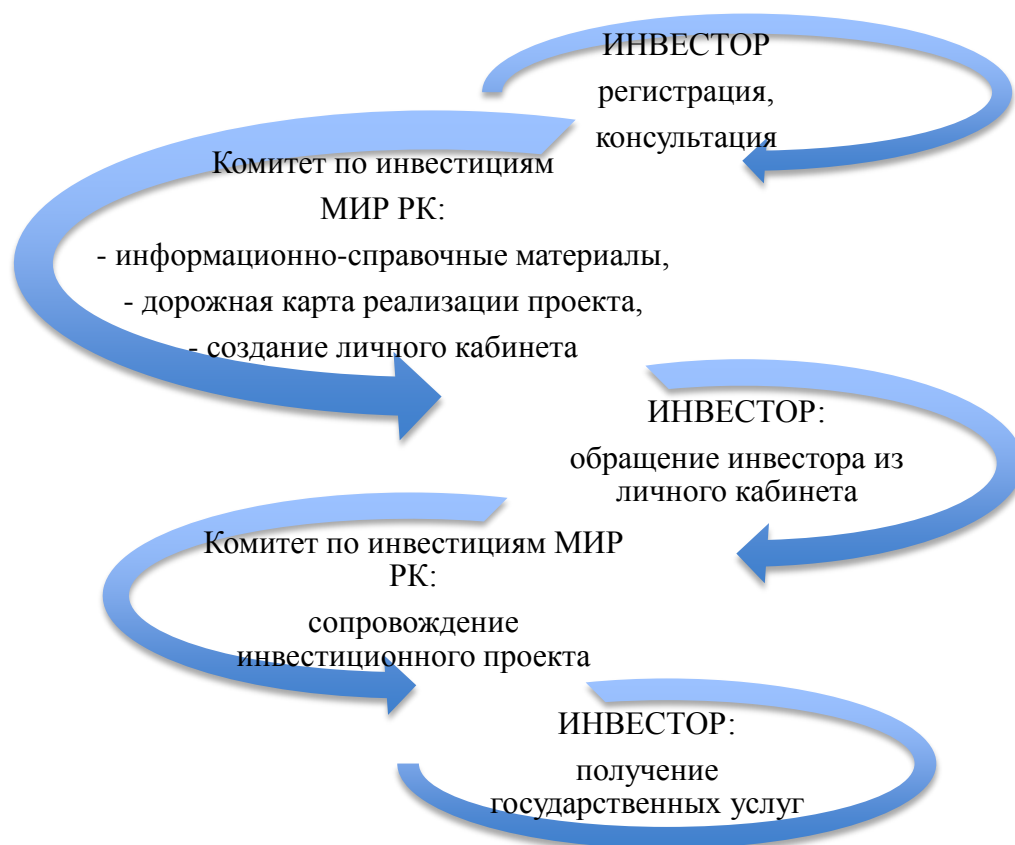 ИНВЕСТОР
регистрация,
консультация
Комитет по инвестициям
МИР РК:
- информационно-справочные материалы,
- дорожная карта реализации проекта,
- создание личного кабинета
ИНВЕСТОР:
обращение инвестора из
личного кабинета
Комитет по инвестициям МИР
РК:
сопровождение
инвестиционного проекта
ИНВЕСТОР:
получение
государственных услуг